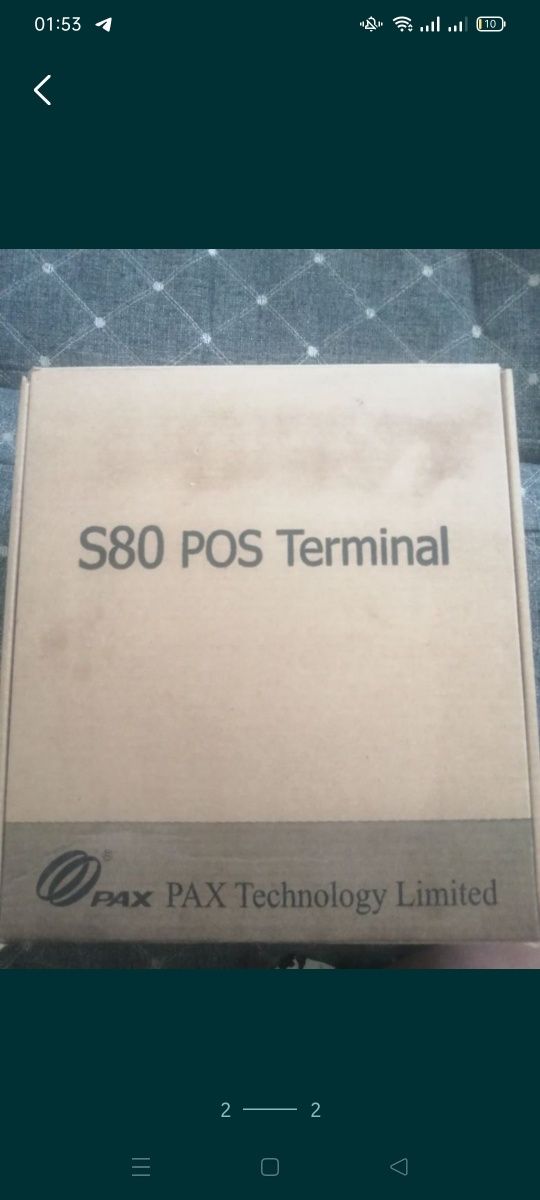 01:53
10
S80 POS Terminal
® PAX PAX Technology Limited
2
2